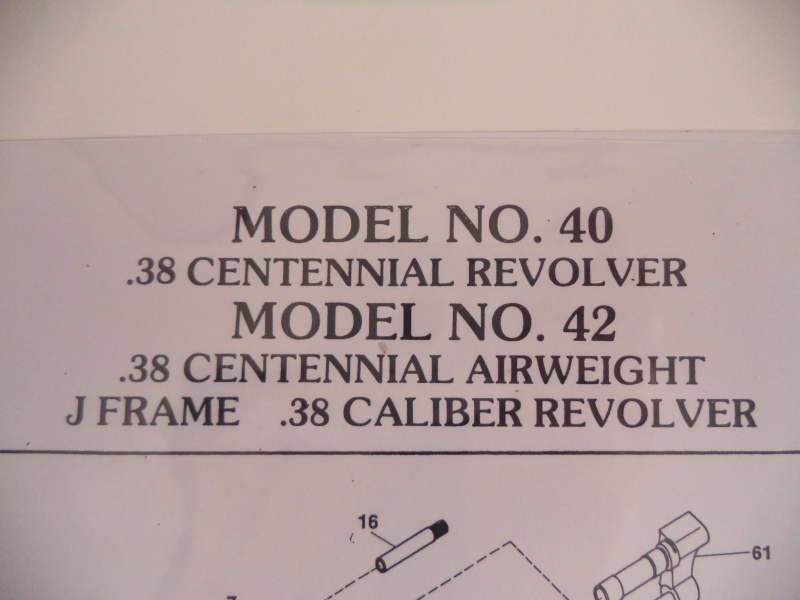 MODEL NO. 40
.38 CENTENNIAL REVOLVER
MODEL NO. 42
.38 CENTENNIAL AIRWEIGHT
J FRAME .38 CALIBER REVOLVER
16
61